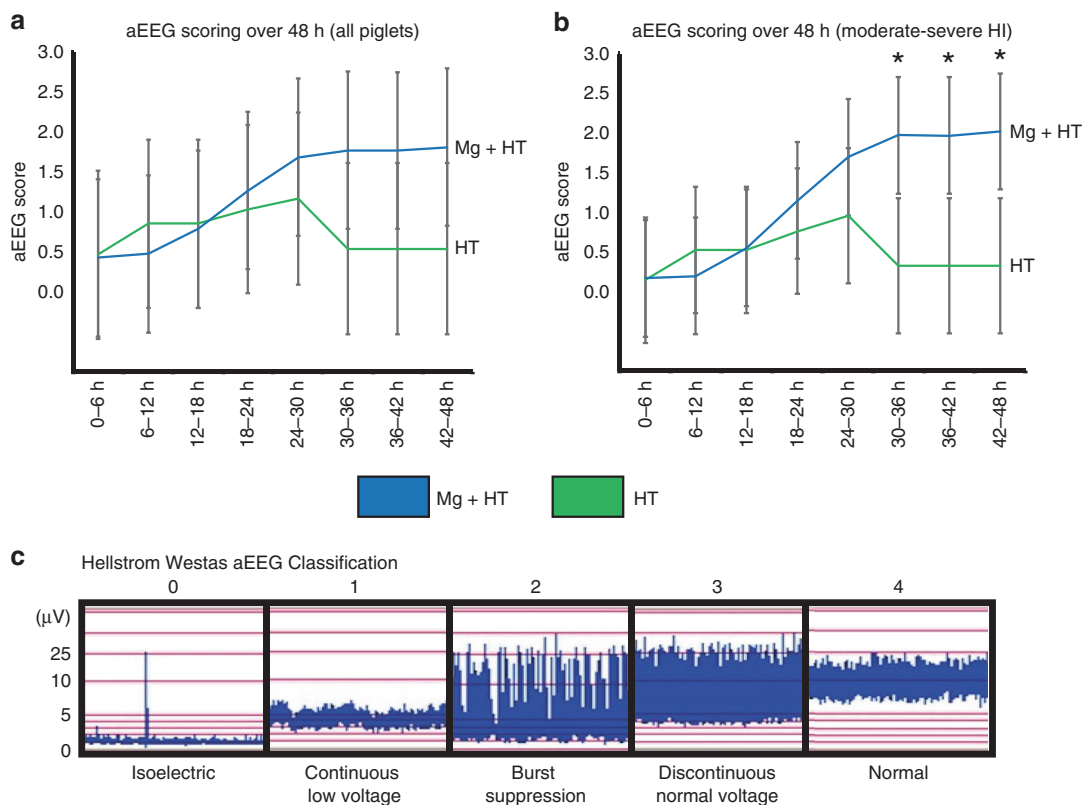 a
aEEG scoring over 48 h (all piglets)
3.0
2.5
2.0
1.5
1.0
0.5
0.0
aEEG score
Mg + HT
HT
0–6 h
6–12 h
12–18 h
18–24 h
24–30 h
30–36 h
36–42 h
42–48 h
b
aEEG scoring over 48 h (moderate-severe HI)
* * *
3.0
2.5
2.0
1.5
1.0
0.5
0.0
aEEG score
Mg + HT
HT
0–6 h
6–12 h
12–18 h
18–24 h
24–30 h
30–36 h
36–42 h
42–48 h
Mg + HT HT
c
Hellstrom Westas aEEG Classification
0 1 2 3 4
(µV)
25
10
5
0
Isoelectric
Continuous
low voltage
Burst
suppression
Discontinuous
normal voltage
Normal